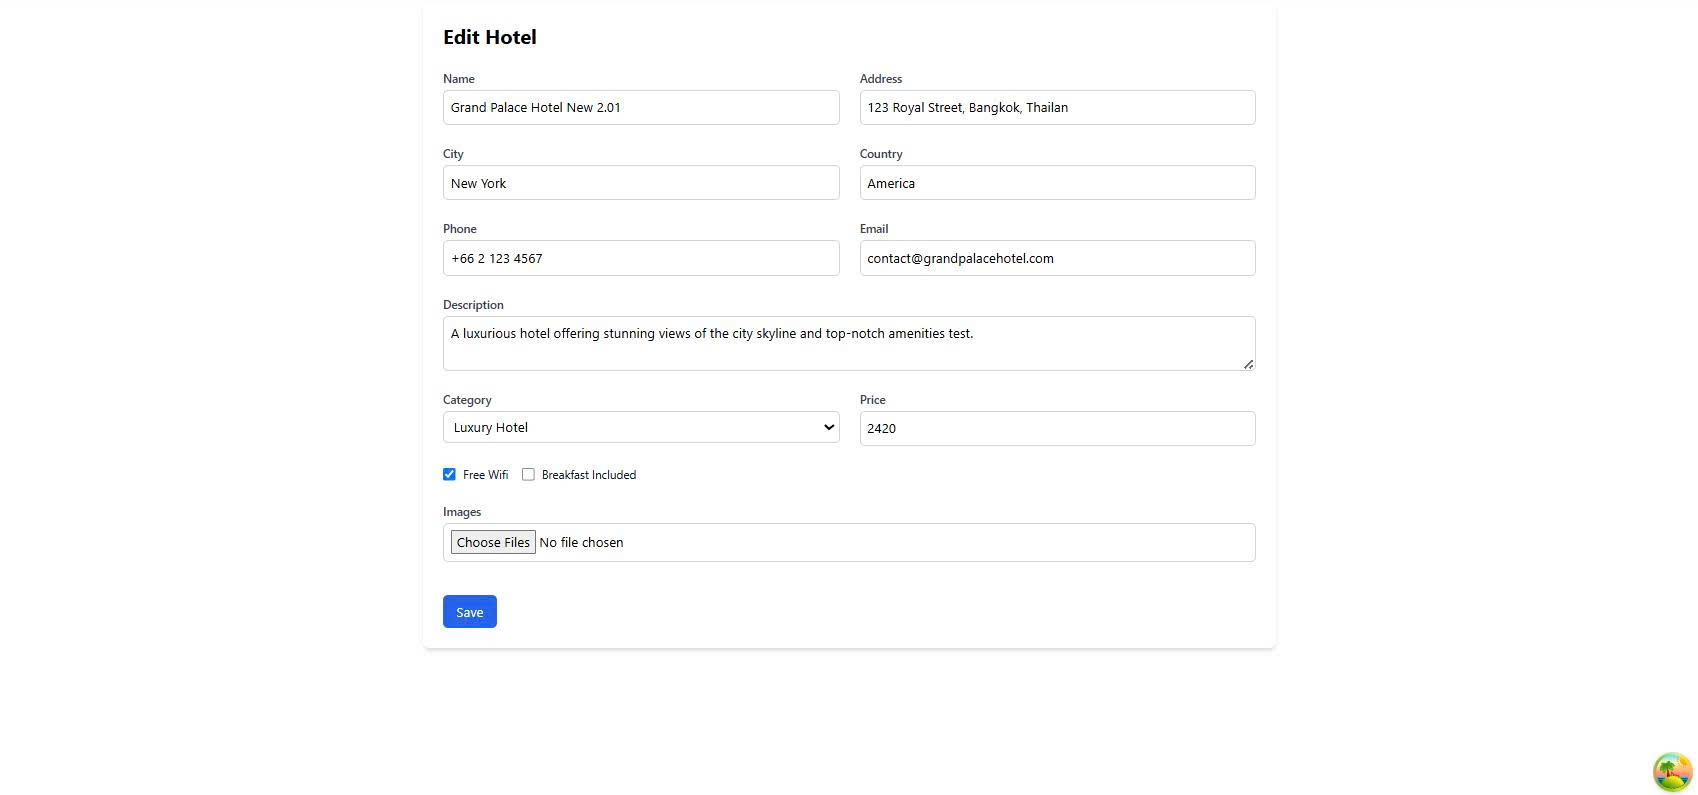 Edit Hotel
Name
Address
Grand Palace Hotel New 2.01
123 Royal Street, Bangkok, Thailan
City
Country
New York
America
Phone
Email
+66 2 123 4567
contact@grandpalacehotel.com
Description
A luxurious hotel offering stunning views of the city skyline and top-notch amenities test.
Category
Price
Luxury Hotel
2420
Free Wifi
Breakfast Included
Images
Choose Files No file chosen
Save